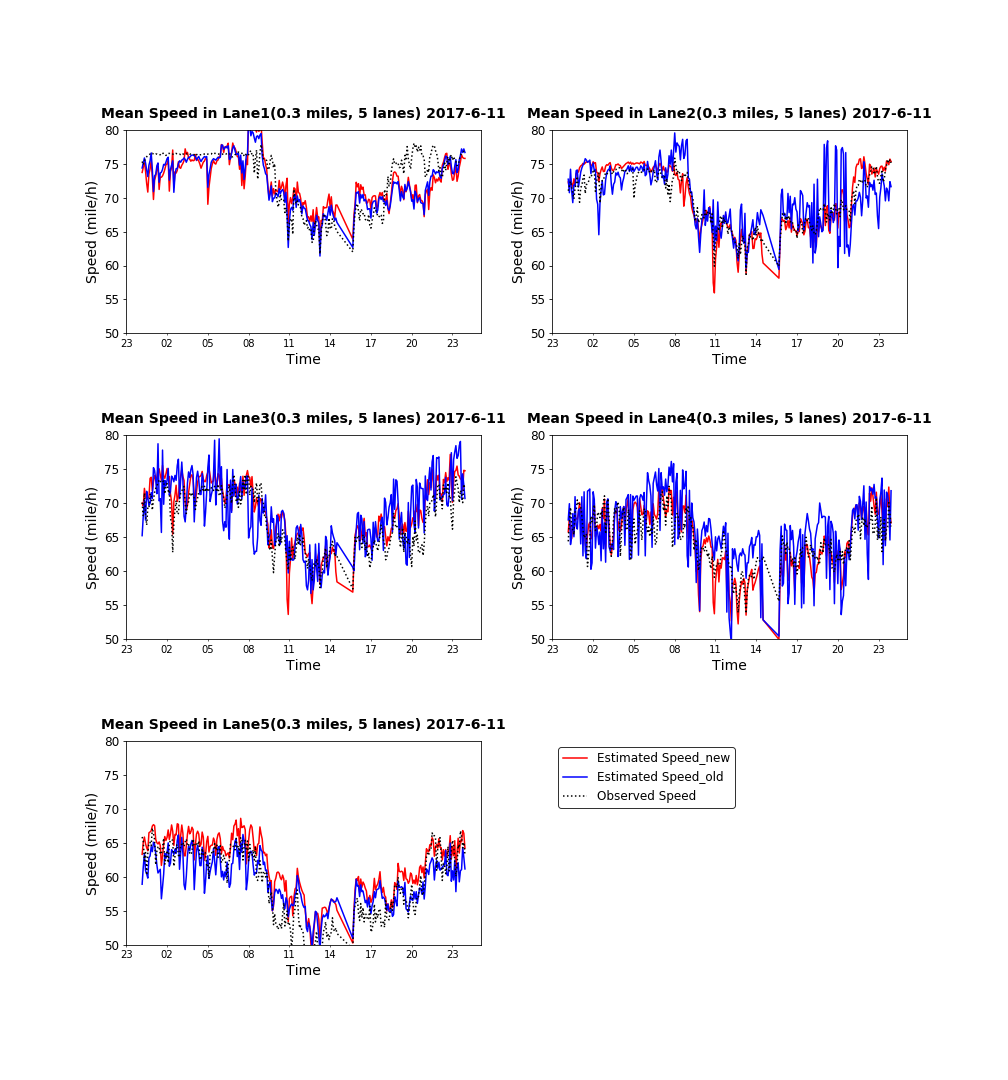 Mean Speed in Lane1(0.3 miles, 5 lanes) 2017-6-11
80
75
70
65
60
55
50
Speed (mile/h)
23 02 05 08 11 14 17 20 23
Time
Mean Speed in Lane2(0.3 miles, 5 lanes) 2017-6-11
80
75
70
65
60
55
50
Speed (mile/h)
23 02 05 08 11 14 17 20 23
Time
Mean Speed in Lane3(0.3 miles, 5 lanes) 2017-6-11
80
75
70
65
60
55
50
Speed (mile/h)
23 02 05 08 11 14 17 20 23
Time
Mean Speed in Lane4(0.3 miles, 5 lanes) 2017-6-11
80
75
70
65
60
55
50
Speed (mile/h)
23 02 05 08 11 14 17 20 23
Time
Mean Speed in Lane5(0.3 miles, 5 lanes) 2017-6-11
80
75
70
65
60
55
50
Speed (mile/h)
23 02 05 08 11 14 17 20 23
Time
Estimated Speed_new
Estimated Speed_old
Observed Speed